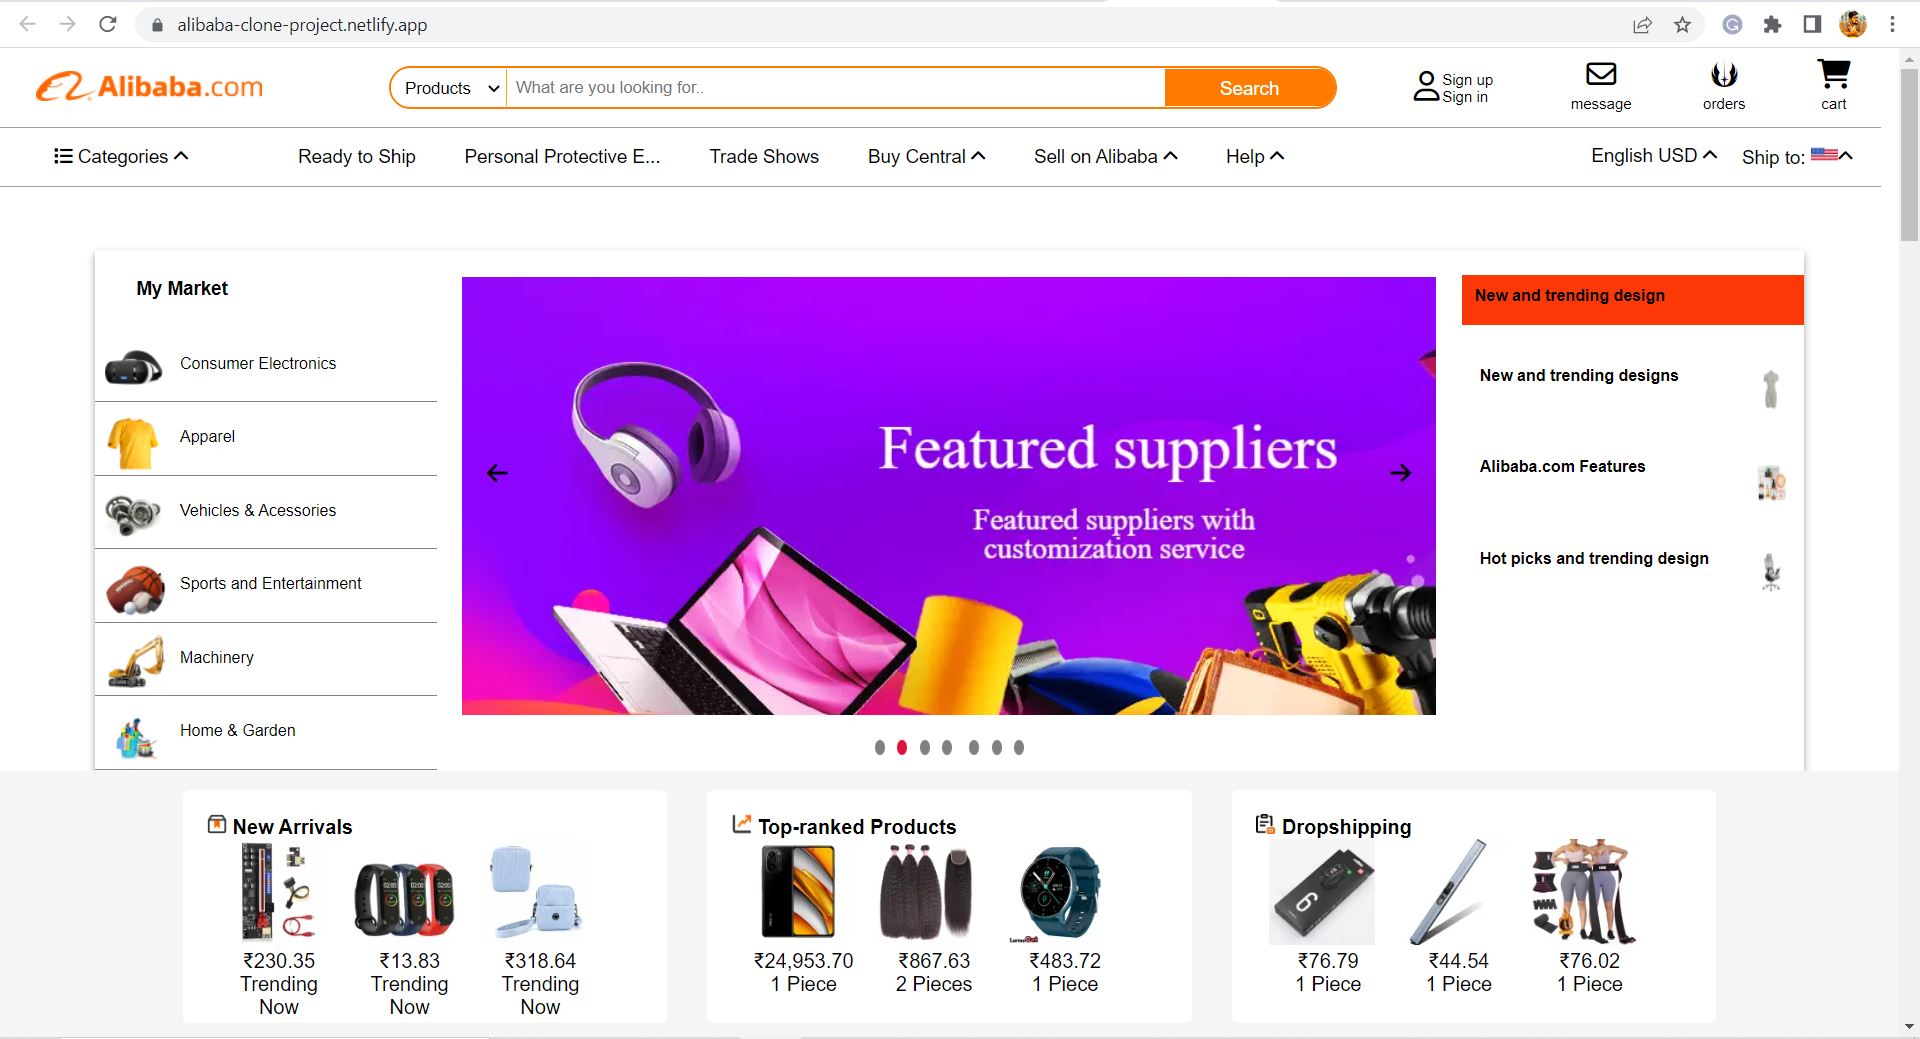 alibaba-clone-project.netlify.app
Alibaba.com
Products
What are you looking for..
Search
Sign up
Sign in
message
orders
cart
Categories
Ready to Ship
Personal Protective E...
Trade Shows
Buy Central
Sell on Alibaba
Help
English USD
Ship to:
My Market
Consumer Electronics
Apparel
Vehicles & Acessories
Sports and Entertainment
Machinery
Home & Garden
Featured suppliers
Featured suppliers with
customization service
New and trending design
New and trending designs
Alibaba.com Features
Hot picks and trending design
New Arrivals
₹230.35
Trending
Now
₹13.83
Trending
Now
₹318.64
Trending
Now
Top-ranked Products
₹24,953.70
1 Piece
₹867.63
2 Pieces
₹483.72
1 Piece
Dropshipping
6
₹76.79
1 Piece
₹44.54
1 Piece
₹76.02
1 Piece